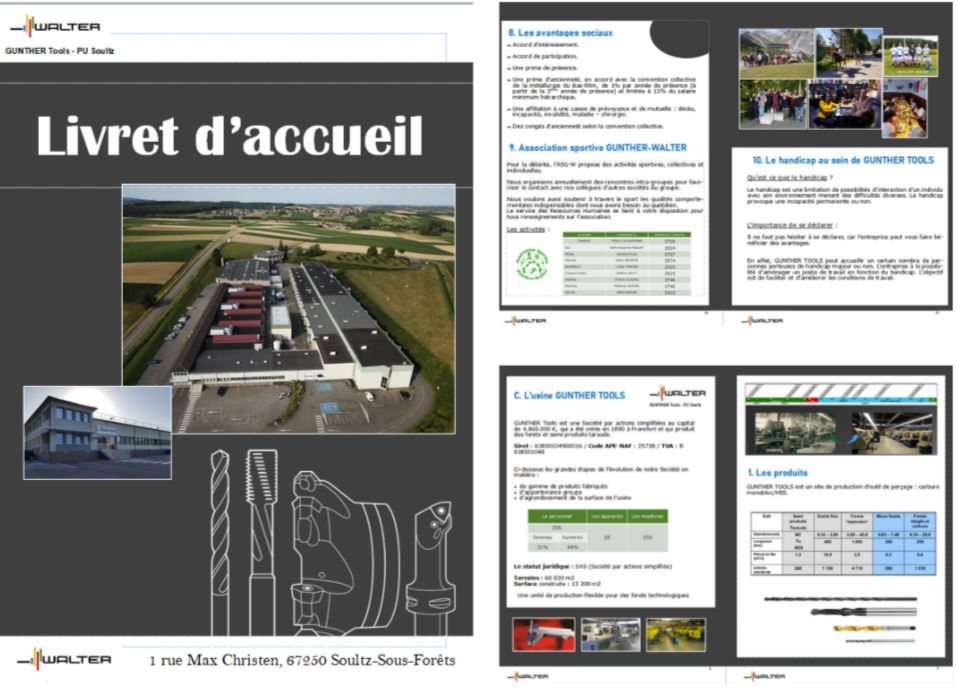 WALTER
GUNTHER Tools - PU Soultz
Livret d'accueil
WALTER
1 rue Max Christen, 67250 Soultz-Sous-Forêts
8. Les avantages sociaux
Accord d'intéressement.
Accord de participation.
Une prime de présence.
Une prime d'ancienneté, en accord avec la convention collective
de la métallurgie du Bas-Rhin, de 1% par année de présence (à
partir de la 3ème année de présence) et limitée à 15% du salaire
minimum hiérarchique.
Une affiliation à une caisse de prévoyance et de mutuelle : décès,
incapacité, invalidité, maladie – chirurgie.
Des congés d'ancienneté selon la convention collective.
9. Association sportive GUNTHER-WALTER
Pour la détente, l'ASG-W propose des activités sportives, collectives et
individuelles.
Nous organisons annuellement des rencontres intra-groupes pour favo-
riser le contact avec nos collègues d'autres sociétés du groupe.
Nous voulons aussi soutenir à travers le sport les qualités comporte-
mentales indispensables dont nous avons besoin au quotidien.
Le service des Ressources Humaines se tient à votre disposition pour
tous renseignements sur l'association.
Les activités :
WALTER
10. Le handicap au sein de GUNTHER TOOLS
Qu'est ce que le handicap ?
Le handicap est une limitation de possibilités d'interaction d'un individu
avec son environnement menant des difficultés diverses. Le handicap
provoque une incapacité permanente ou non.
L'importance de se déclarer :
Il ne faut pas hésiter à se déclarer, car l'entreprise peut vous faire bé-
néficier des avantages.
En effet, GUNTHER TOOLS peut accueillir un certain nombre de per-
sonnes porteuses de handicap majeur ou non. L'entreprise à la possibi-
lité d'aménager un poste de travail en fonction du handicap. L'objectif
est de faciliter et d'améliorer les conditions de travail.
WALTER
C. L'usine GUNTHER TOOLS
WALTER
GUNTHER Tools - PU Soultz
GUNTHER Tools est une Société par actions simplifiées au capital
de 4.860.000 €, qui a été créée en 1890 à Francfort et qui produit
des forets et semi produits tarauds.
Siret : 63850104900016 / Code APE-NAF : 2573B / TVA : 8
638501048
Ci-dessous les grandes étapes de l'évolution de notre Société en
matière :
de gamme de produits fabriqués
d'appartenance groupe
d'agrandissement de la surface de l'usine
Le personnel Les apprentis Les machines
256
Femmes Hommes
31% 69%
Le statut juridique : SAS (Société par actions simplifiée)
Terrains : 60 820 m2
Surface construite : 13 200 m2
Une unité de production flexible pour des forets technologiques.
WALTER
1. Les produits
GUNTHER TOOLS est un site de production d'outil de perçage : carbure
monobloc/HSS.
WALTER